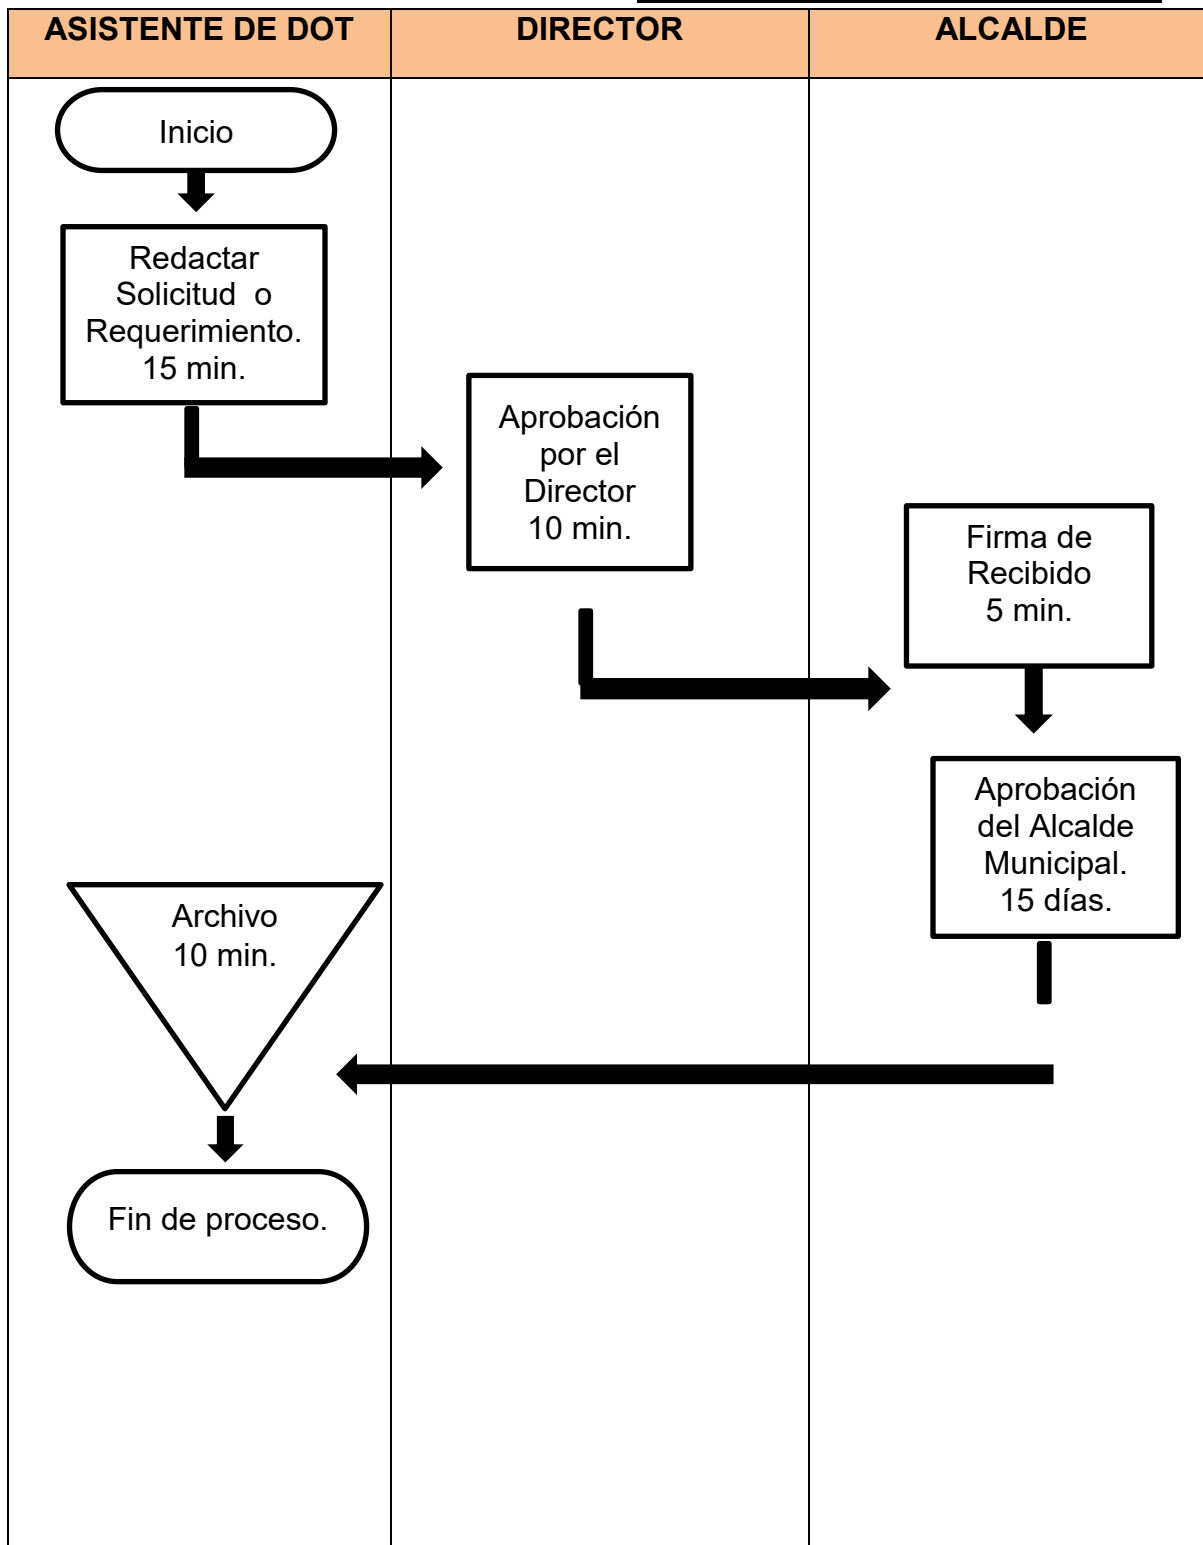 ASISTENTE DE DOT
DIRECTOR
ALCALDE
Inicio
Redactar
Solicitud o
Requerimiento.
15 min.
Aprobación
por el
Director
10 min.
Firma de
Recibido
5 min.
Aprobación
del Alcalde
Municipal.
15 días.
Archivo
10 min.
Fin de proceso.